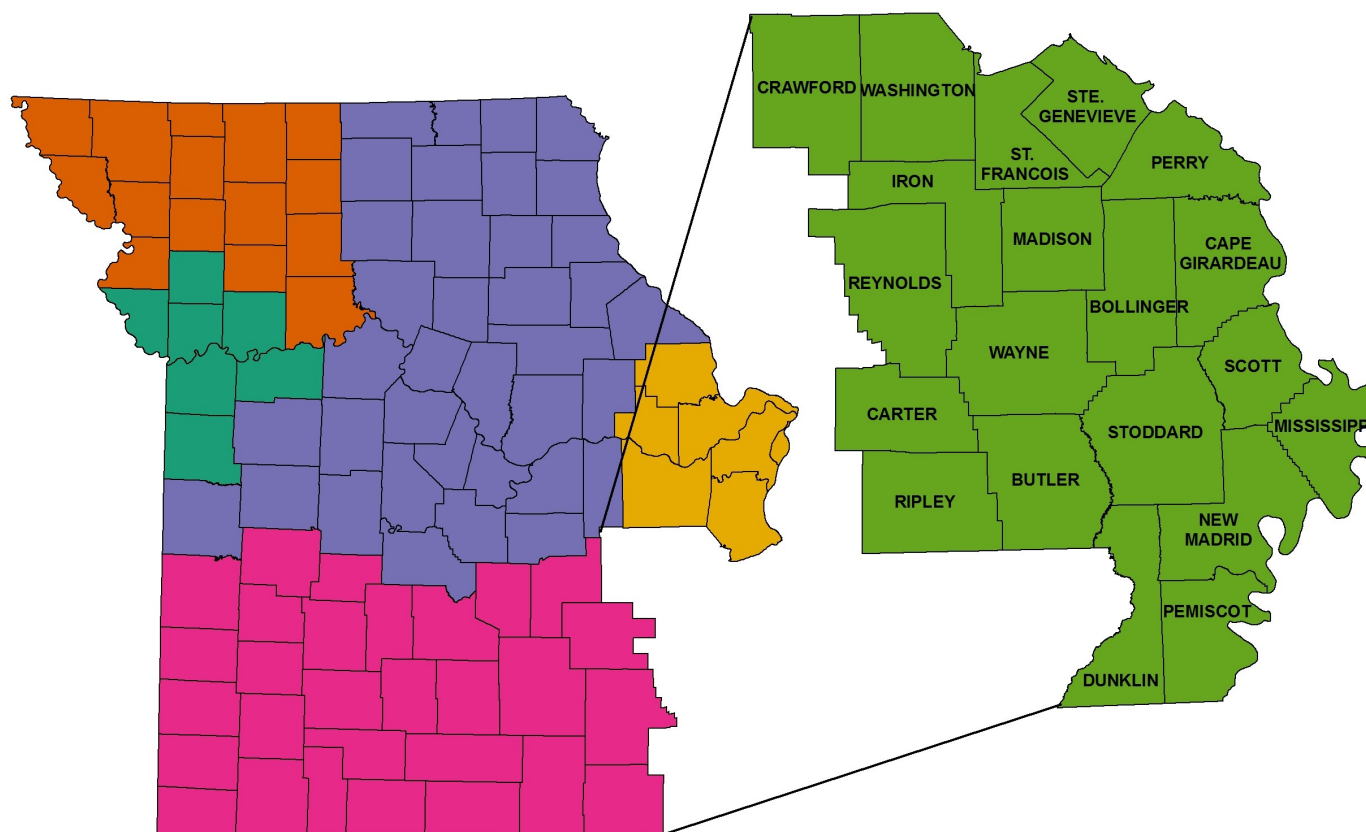 CRAWFORD
WASHINGTON
STE.
GENEVIEVE
ST.
FRANCOIS
PERRY
IRON
MADISON
CAPE
GIRARDEAU
REYNOLDS
BOLLINGER
WAYNE
SCOTT
CARTER
STODDARD
MISSISSIPPI
RIPLEY
BUTLER
NEW
MADRID
PEMISCOT
DUNKLIN